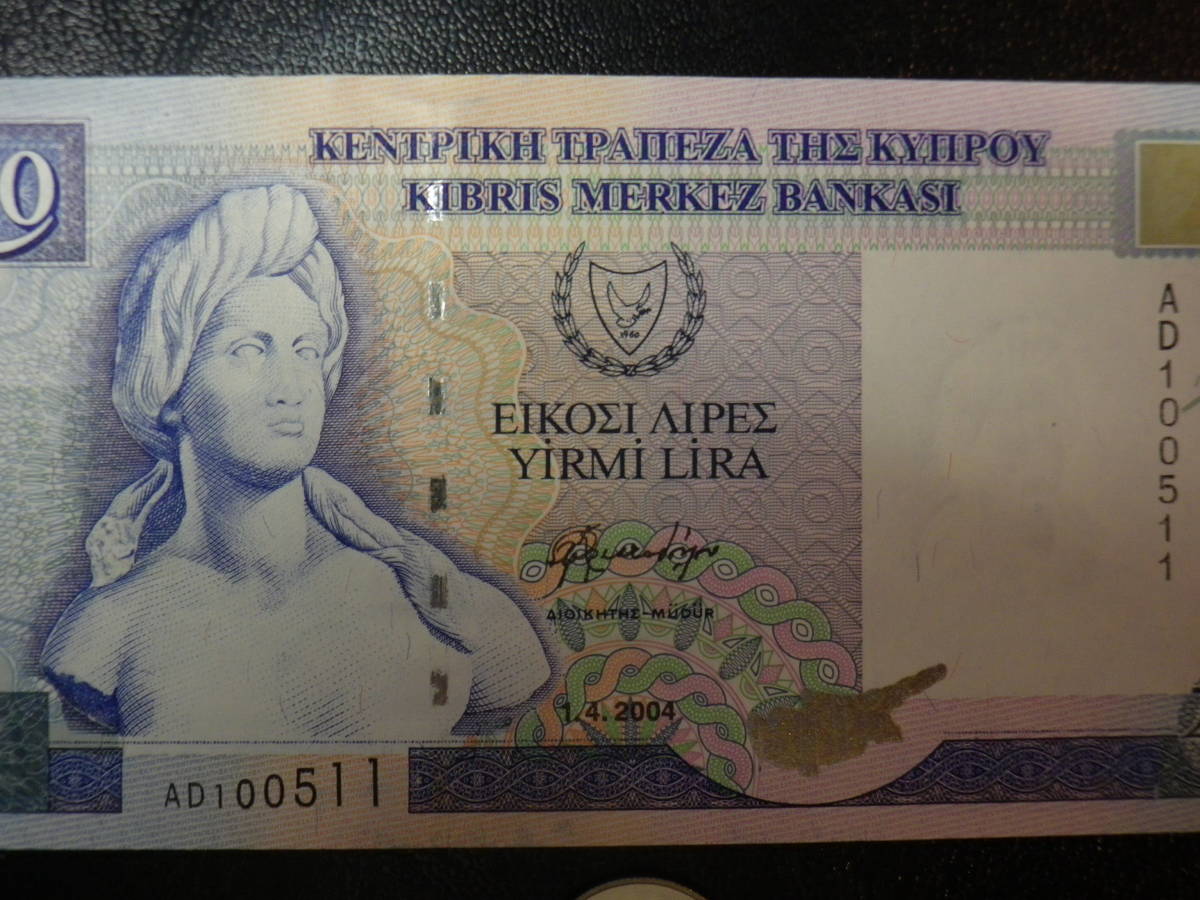 0
ΚΕΝΤΡΙΚΗ ΤΡΑΠΕΖΑ ΤΗΣ ΚΥΠΡΟΥ
KIBRIS MERKEZ BANKASI
1960
ΕΙΚΟΣΙ ΛΙΡΕΣ
YİRMİ LİRA
ΔΙΟΙΚΗΤΗΣ-MÜDÜR
1.4.2004
AD100511
AD100511